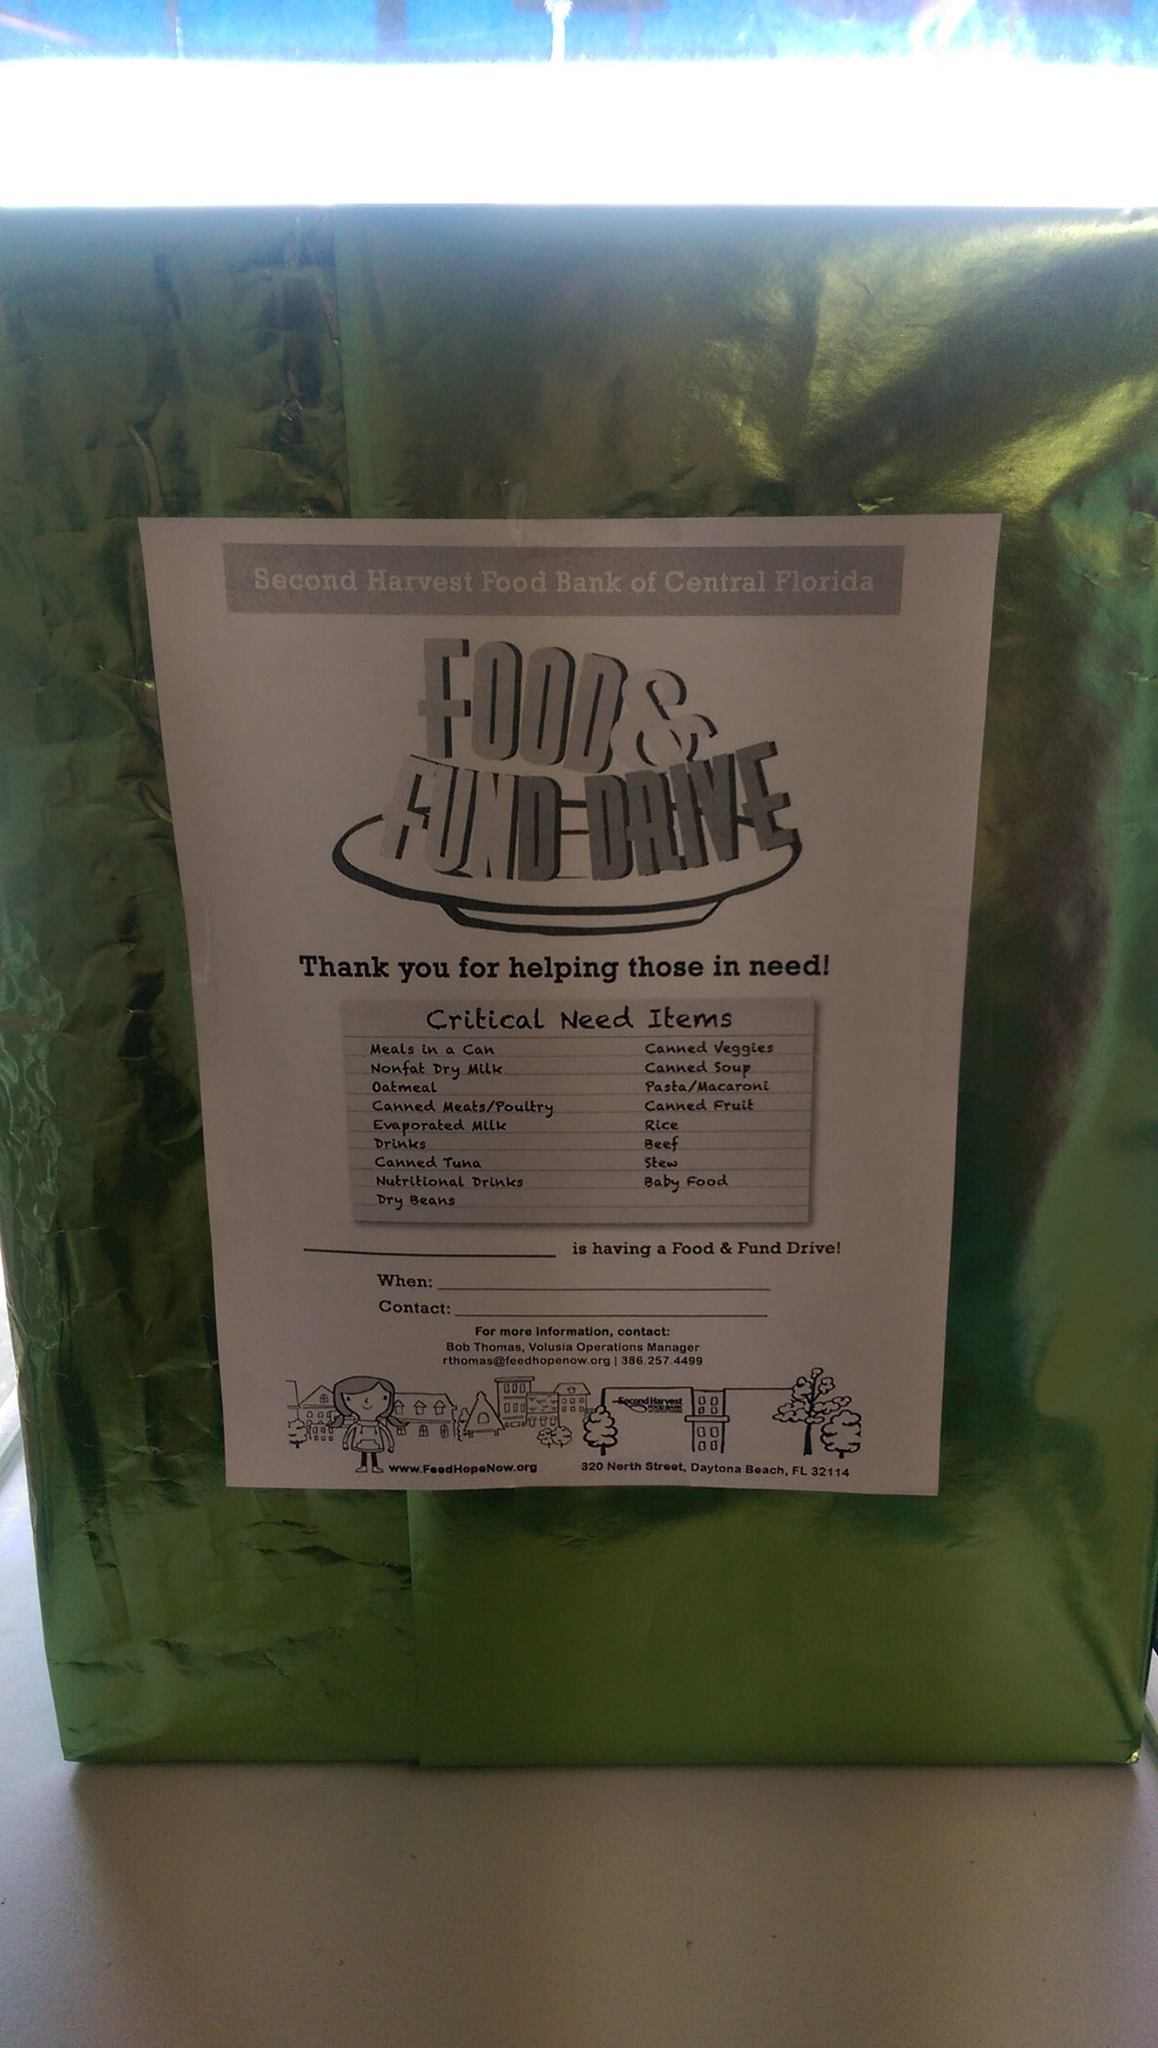 Second Harvest Food Bank of Central Florida
FOOD &
FUND DRIVE
Thank you for helping those in need!
Critical Need Items
Meals in a Can
Nonfat Dry Milk
Oatmeal
Canned Meats/Poultry
Evaporated Milk
Drinks
Canned Tuna
Nutritional Drinks
Dry Beans
Canned Veggies
Canned Soup
Pasta/Macaroni
Canned Fruit
Rice
Beef
Stew
Baby Food
is having a Food & Fund Drive!
When:
Contact:
For more information, contact:
Bob Thomas, Volusia Operations Manager
rthomas@feedhopenow.org | 386.257.4499
Second Harvest
www.FeedHopeNow.org
320 North Street, Daytona Beach, FL 32114